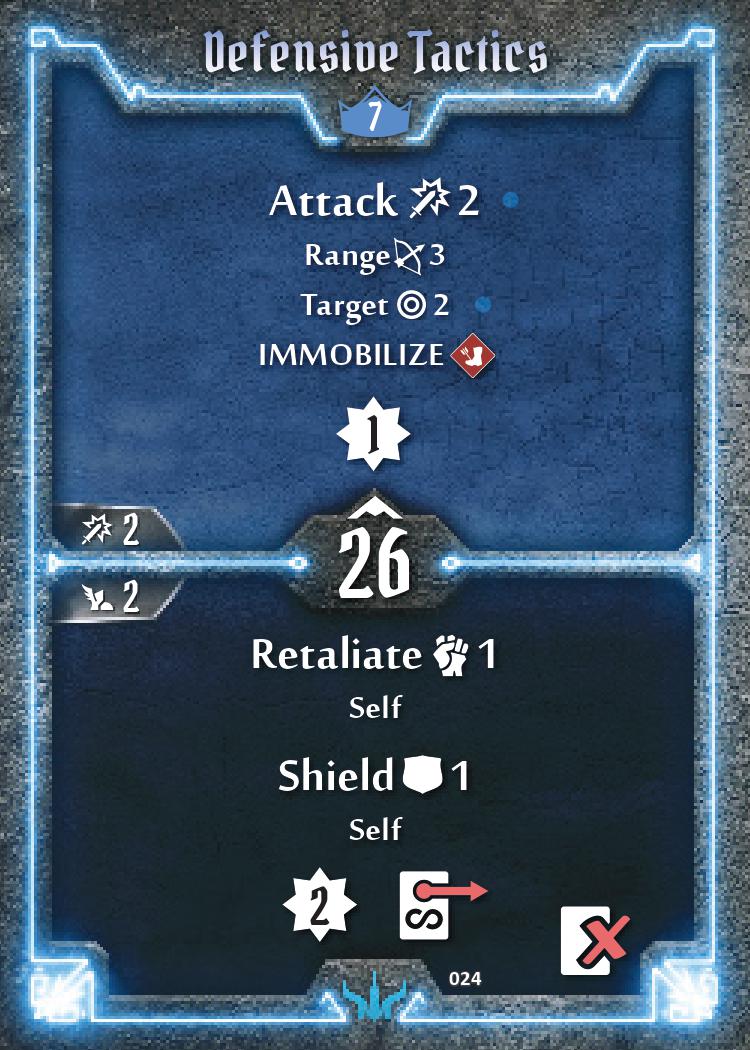 Defensive Tactics
7
Attack 2
Range 3
Target 2
IMMOBILIZE
1
2
26
2
Retaliate 1
Self
Shield 1
Self
2
024